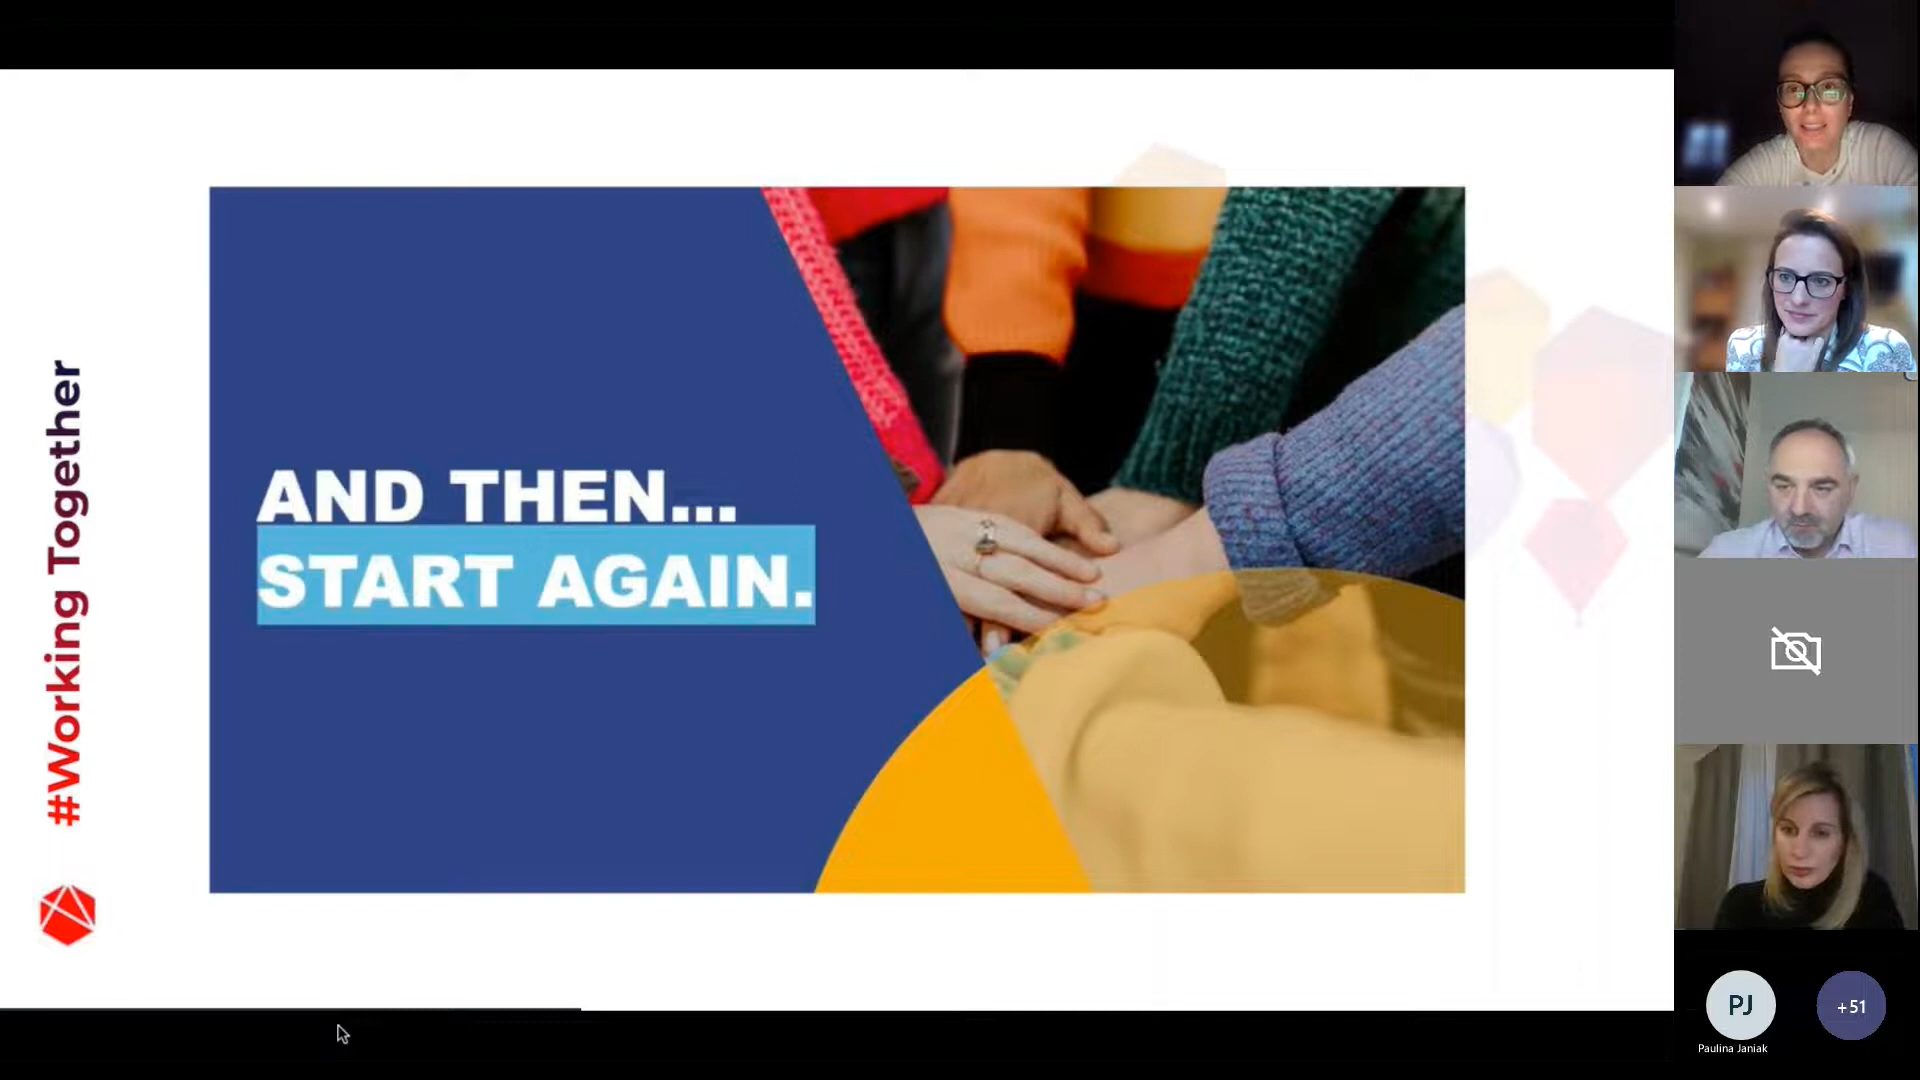 #Working Together
AND THEN...
START AGAIN.
PJ
+51
Paulina Janiak